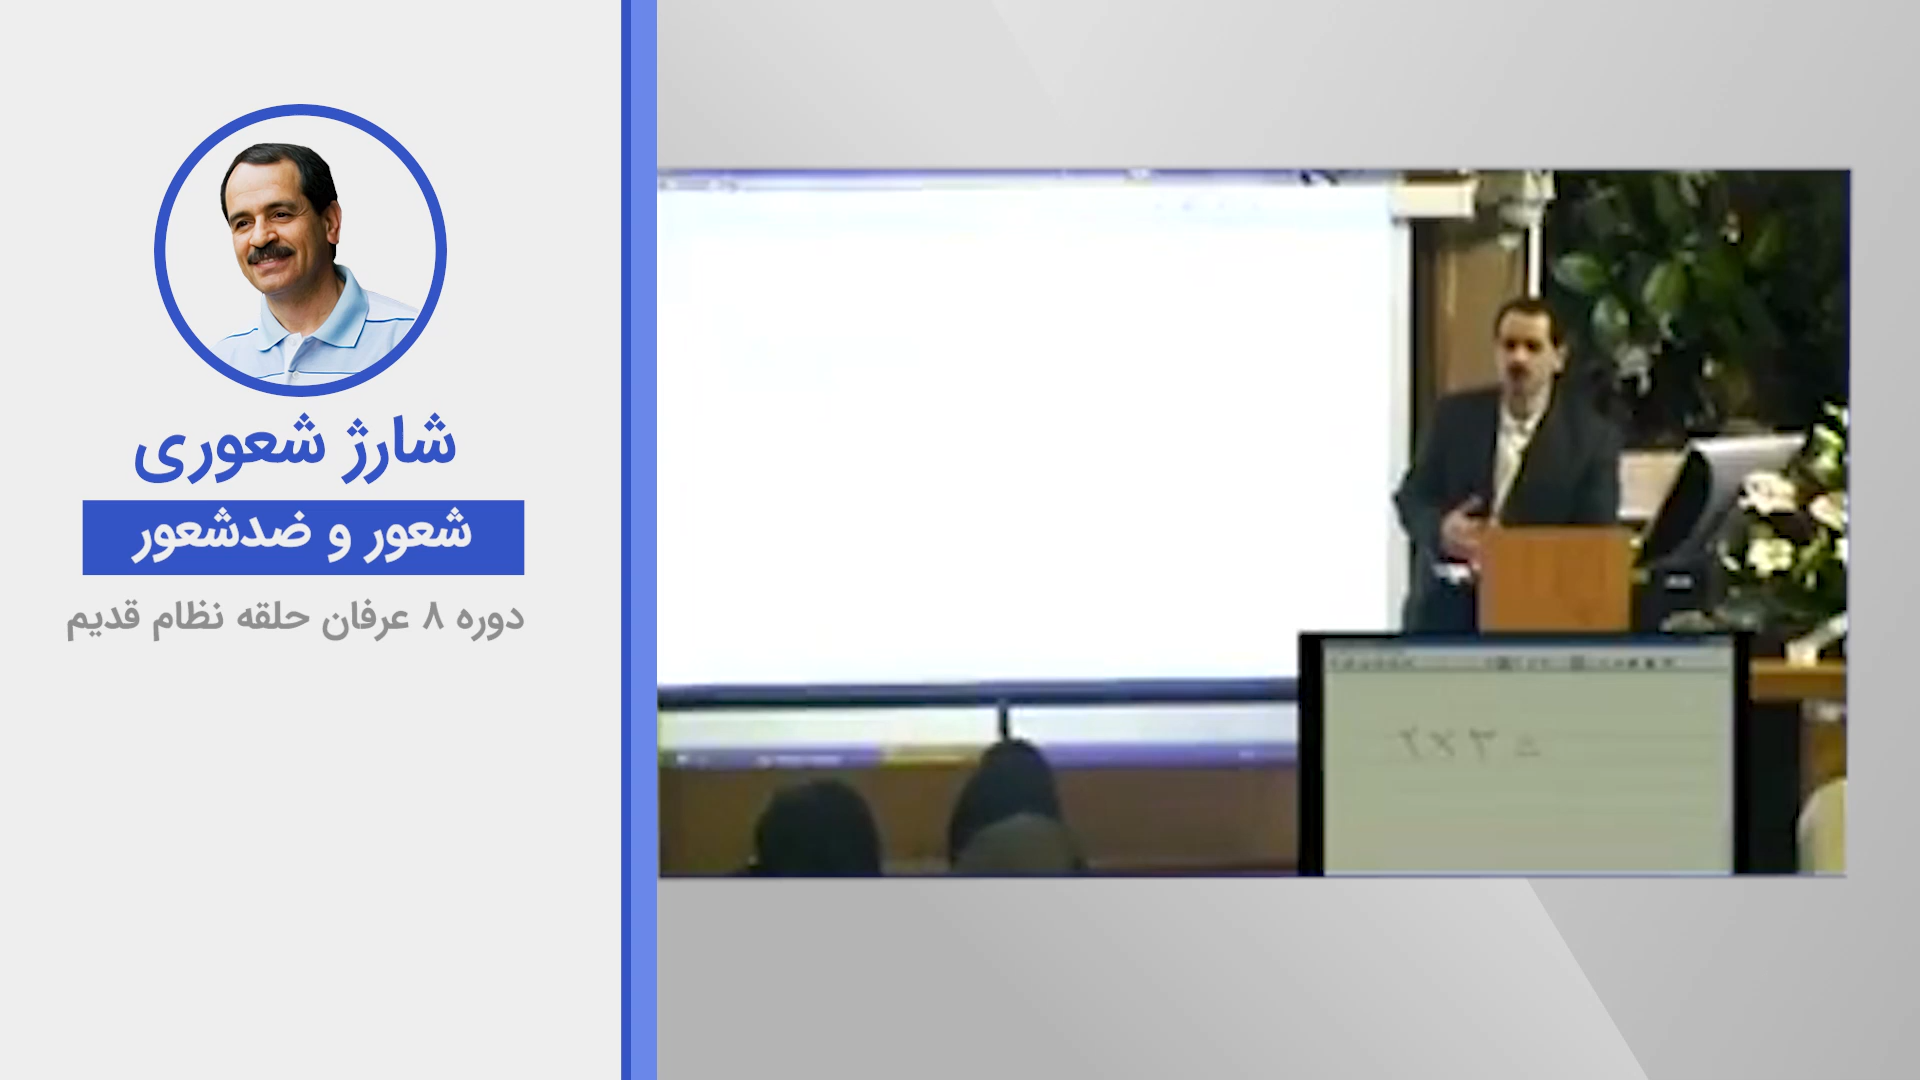 شارژ شعوری
شعور و ضدشعور
دوره ۸ عرفان حلقه نظام قدیم
۲ × ۳ =